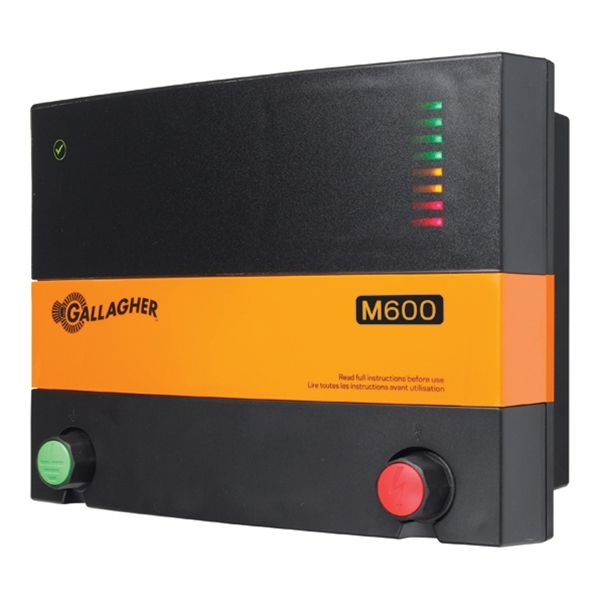 GALLAGHER
M600
Read full instructions before use
Lire toutes les instructions avant utilisation